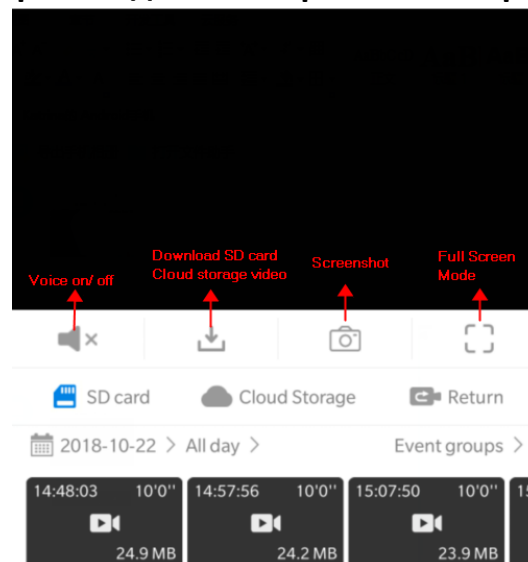 Download SD card
Cloud storage video
Screenshot
Full Screen
Mode
Voice on/ off
SD card
Cloud Storage
Return
2018-10-22 > All day >
Event groups >
14:48:03 10'0''
14:57:56 10'0''
15:07:50 10'0''
24.9 MB
24.2 MB
23.9 MB